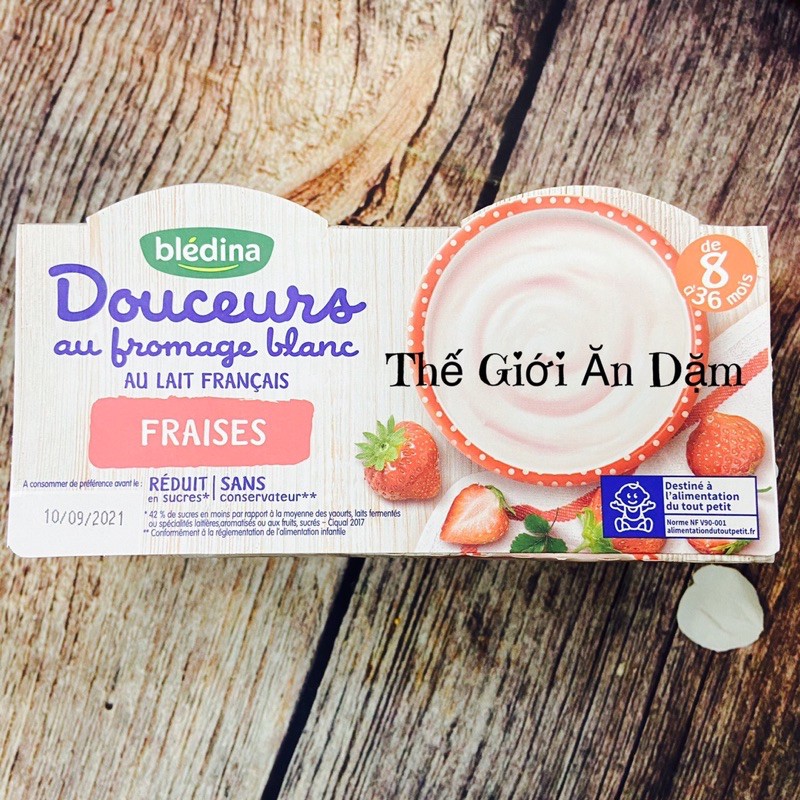 blédina
Douceurs
au fromage blanc
AU LAIT FRANÇAIS
FRAISES
de
8
à 36 mois
Thế Giới Ăn Dặm
A consommer de préférence avant le :
10/09/2021
RÉDUIT
en sucres*
SANS
conservateur**
* 42 % de sucres en moins par rapport à la moyenne des yaourts, laits fermentés
ou spécialités laitières, aromatisés ou aux fruits, sucrés - Ciqual 2017
** Conformément à la réglementation de l'alimentation infantile
Destiné à
l'alimentation
du tout petit
Norme NF V90-001
alimentationdutoutpetit.fr